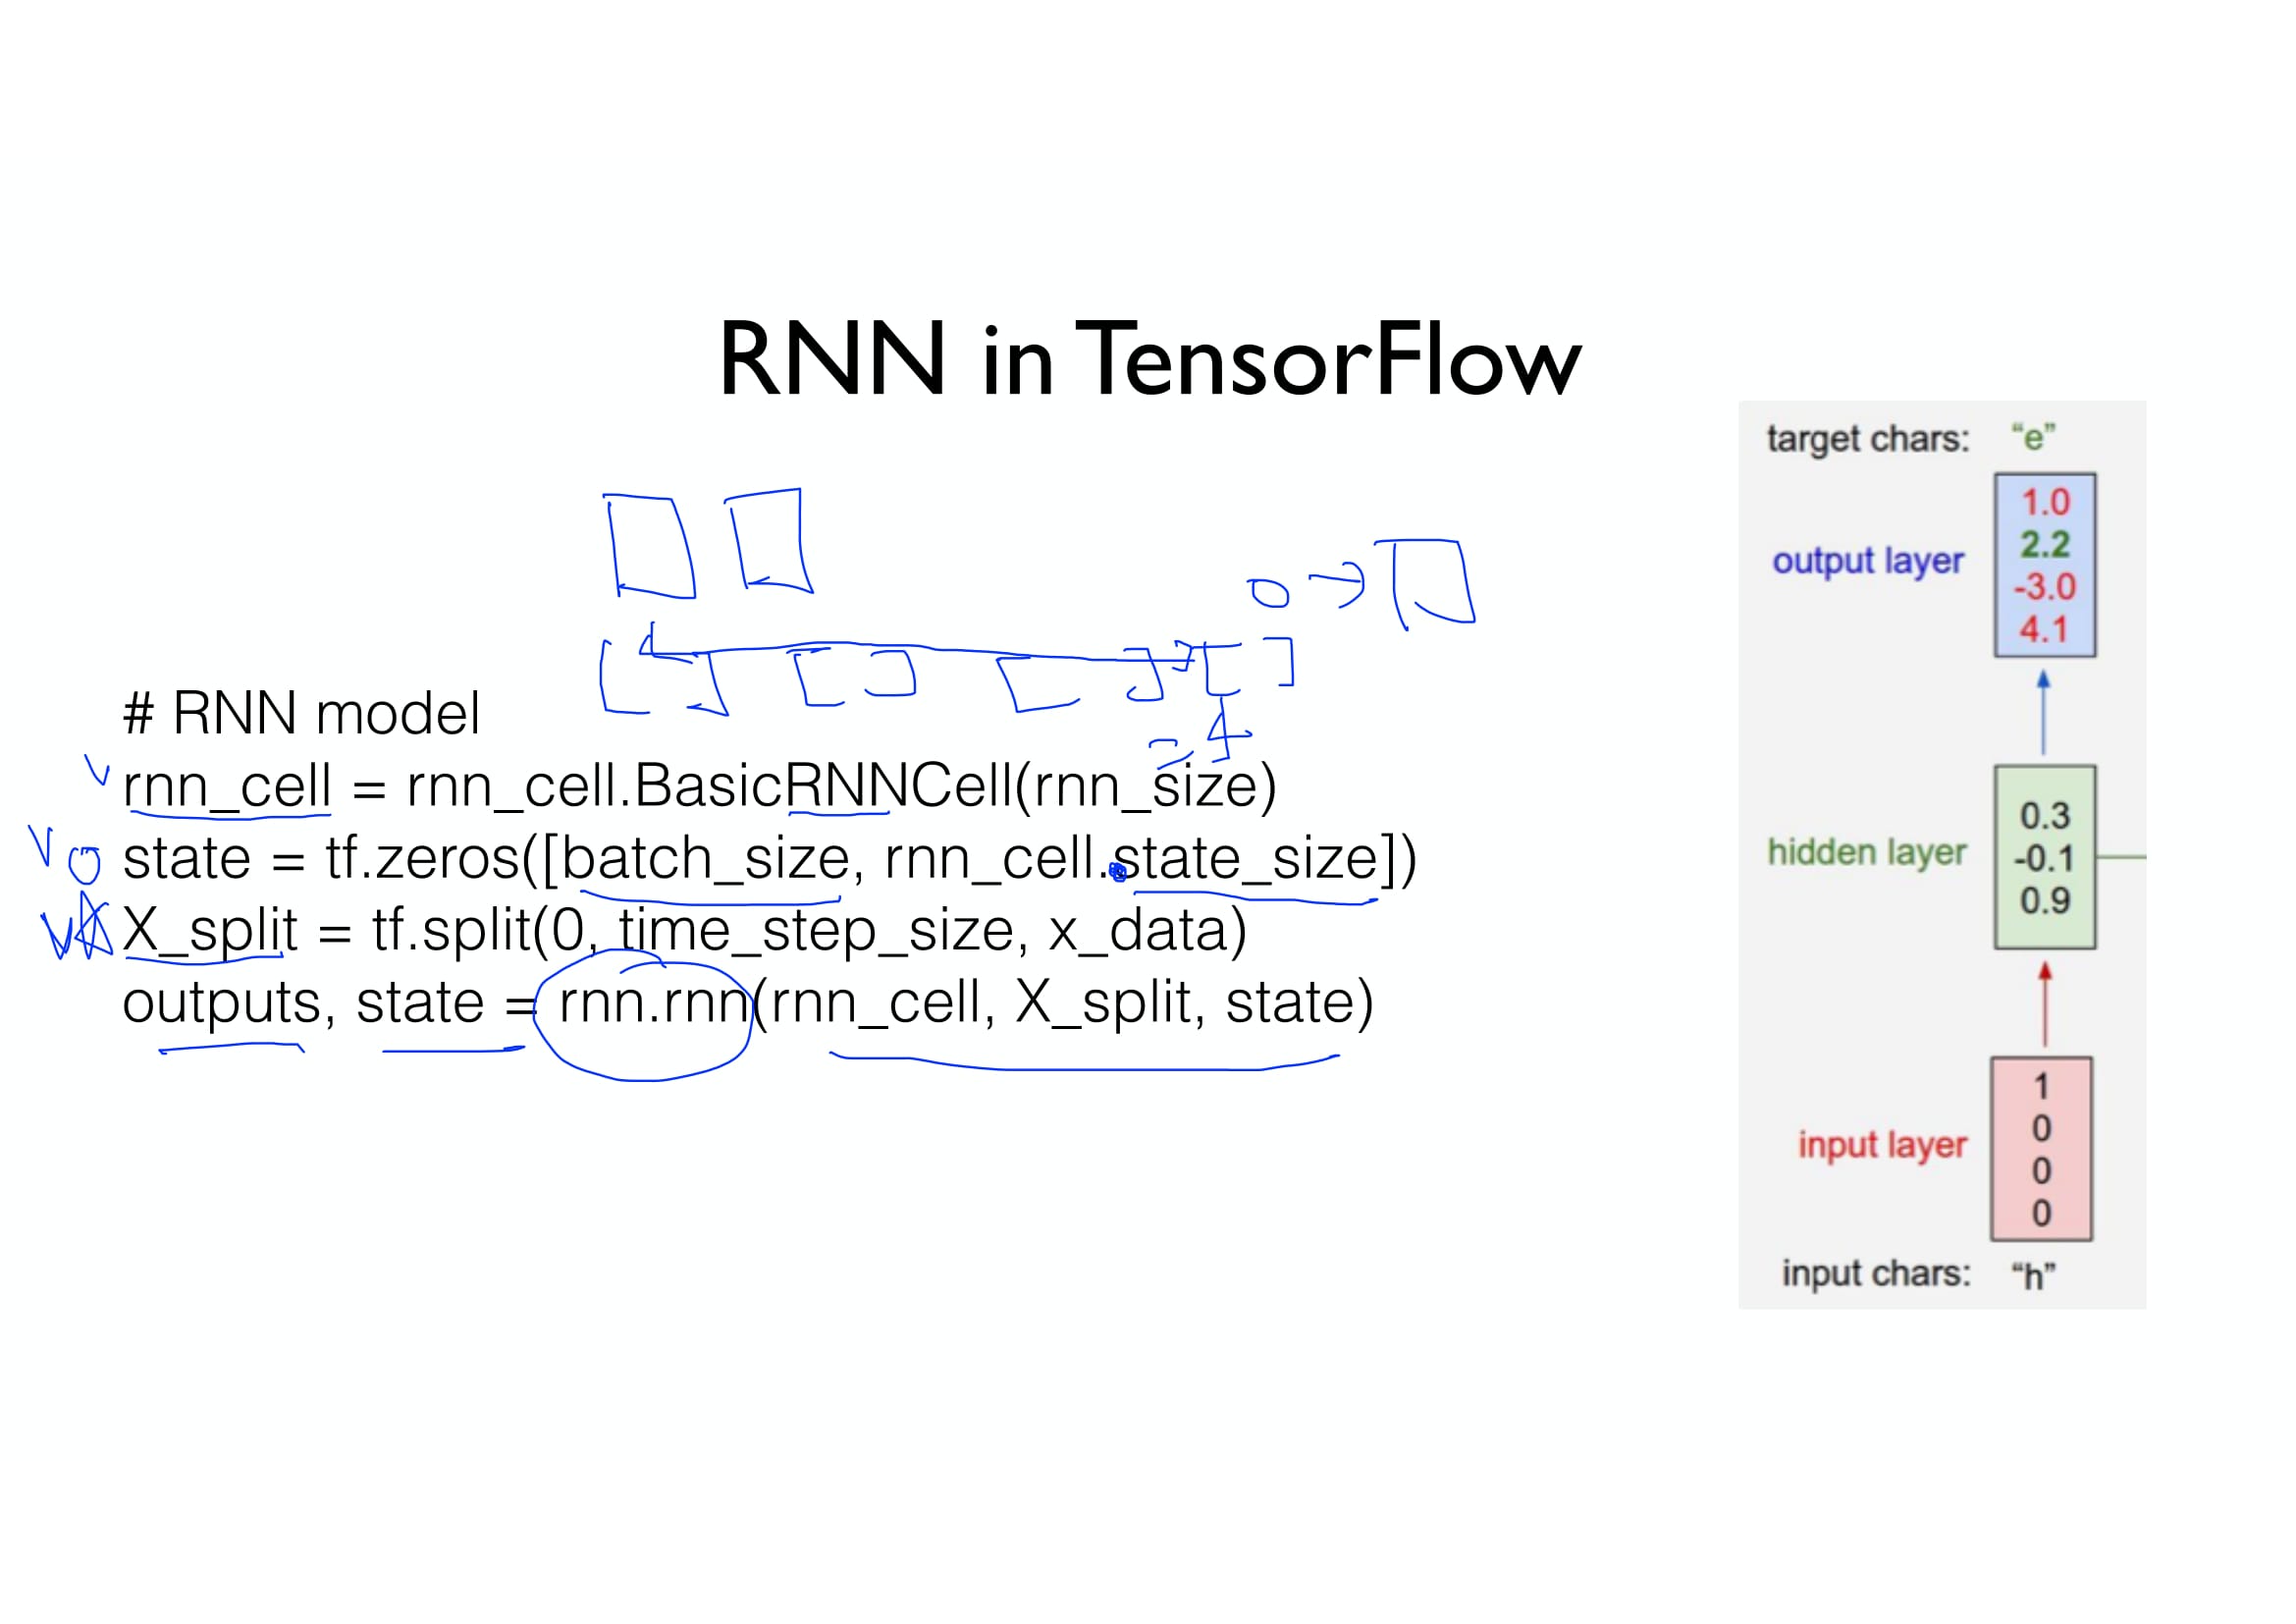 RNN in TensorFlow
# RNN model
rnn_cell = rnn_cell.BasicRNNCell(rnn_size)
state = tf.zeros([batch_size, rnn_cell.state_size])
X_split = tf.split(0, time_step_size, x_data)
outputs, state = rnn.rnn(rnn_cell, X_split, state)
4
target chars: “e”
1.0
2.2
output layer
-3.0
4.1
0.3
hidden layer -0.1
0.9
1
0
input layer
0
0
input chars: “h”